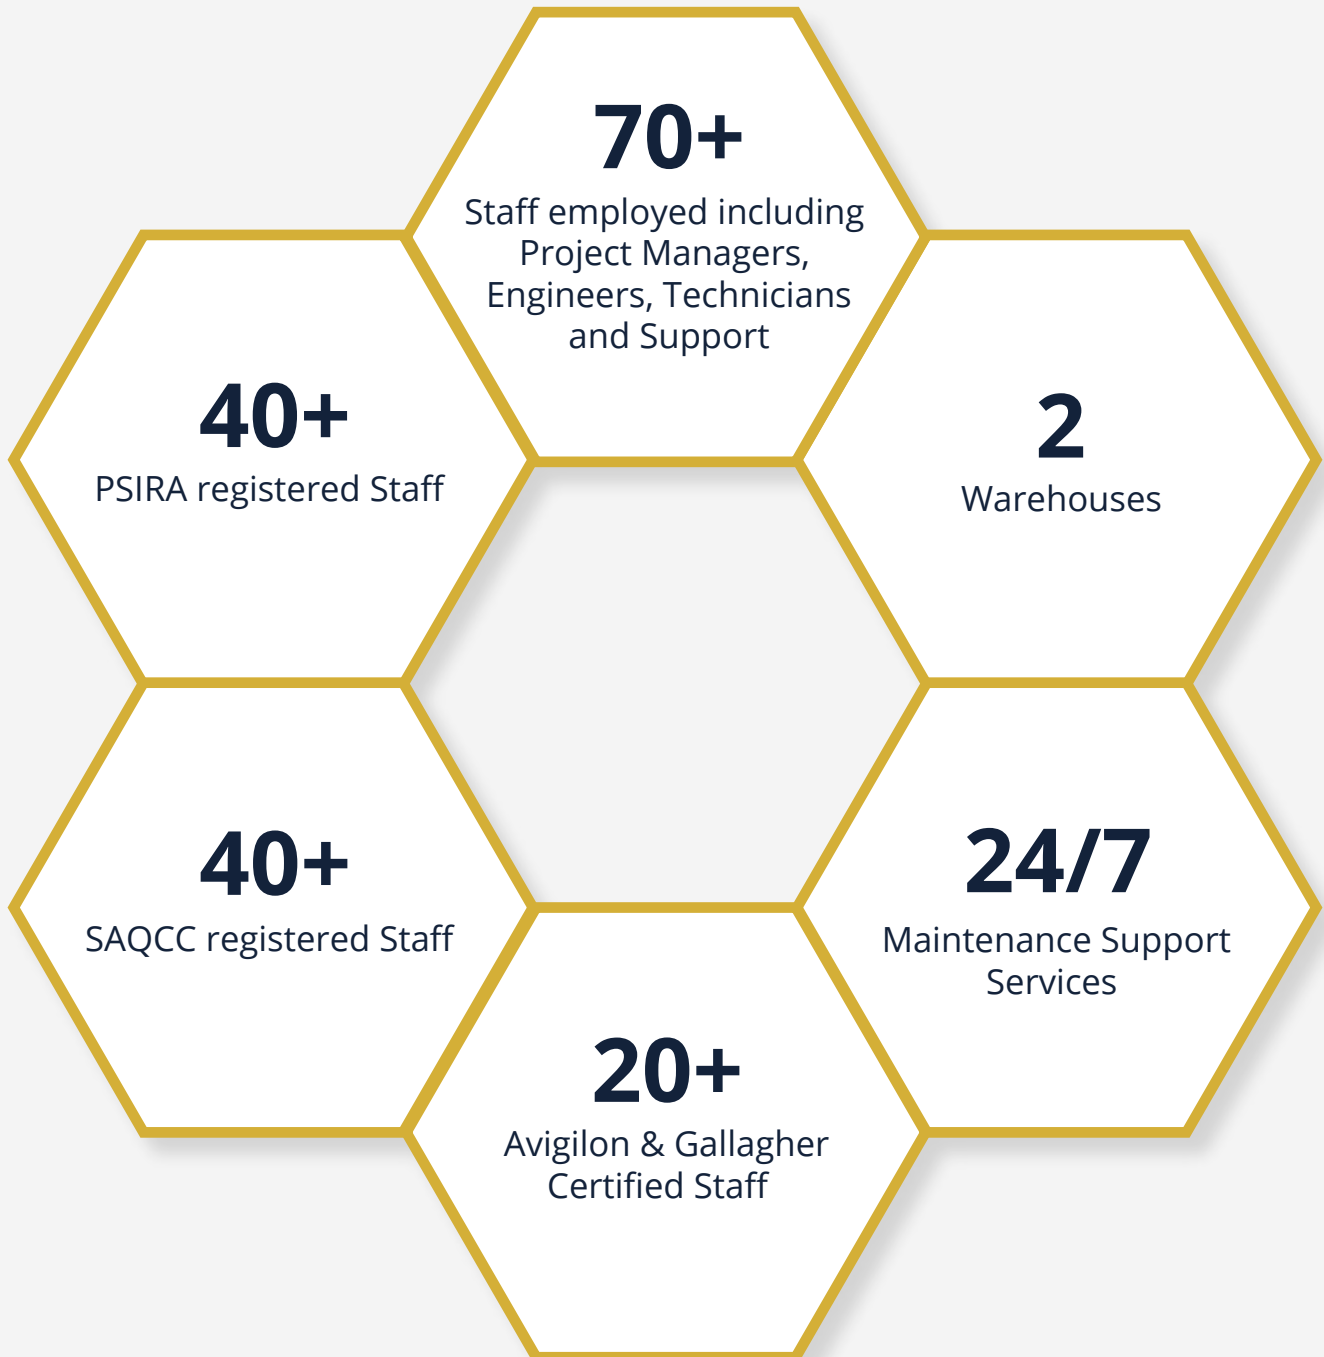 70+
Staff employed including
Project Managers,
Engineers, Technicians
and Support
40+
PSIRA registered Staff
2
Warehouses
40+
SAQCC registered Staff
24/7
Maintenance Support
Services
20+
Avigilon & Gallagher
Certified Staff